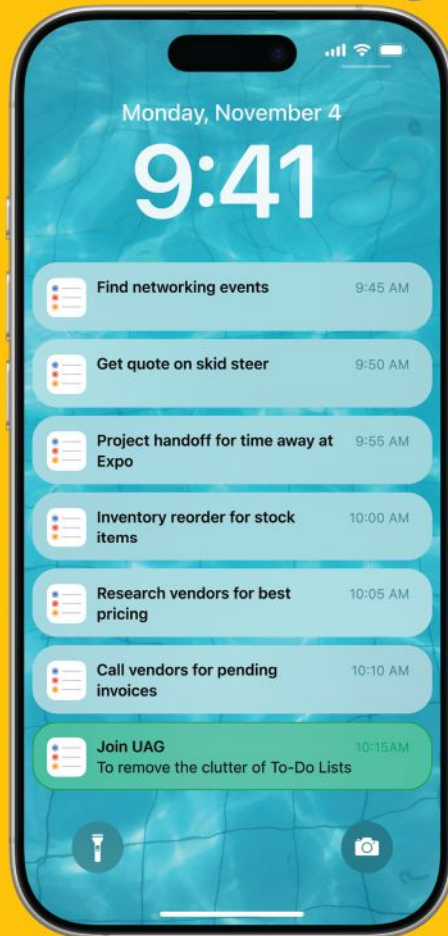 Monday, November 4
9:41
Find networking events 9:45 AM
Get quote on skid steer 9:50 AM
Project handoff for time away at 9:55 AM
Expo
Inventory reorder for stock 10:00 AM
items
Research vendors for best 10:05 AM
pricing
Call vendors for pending 10:10 AM
invoices
Join UAG 10:15AM
To remove the clutter of To-Do Lists